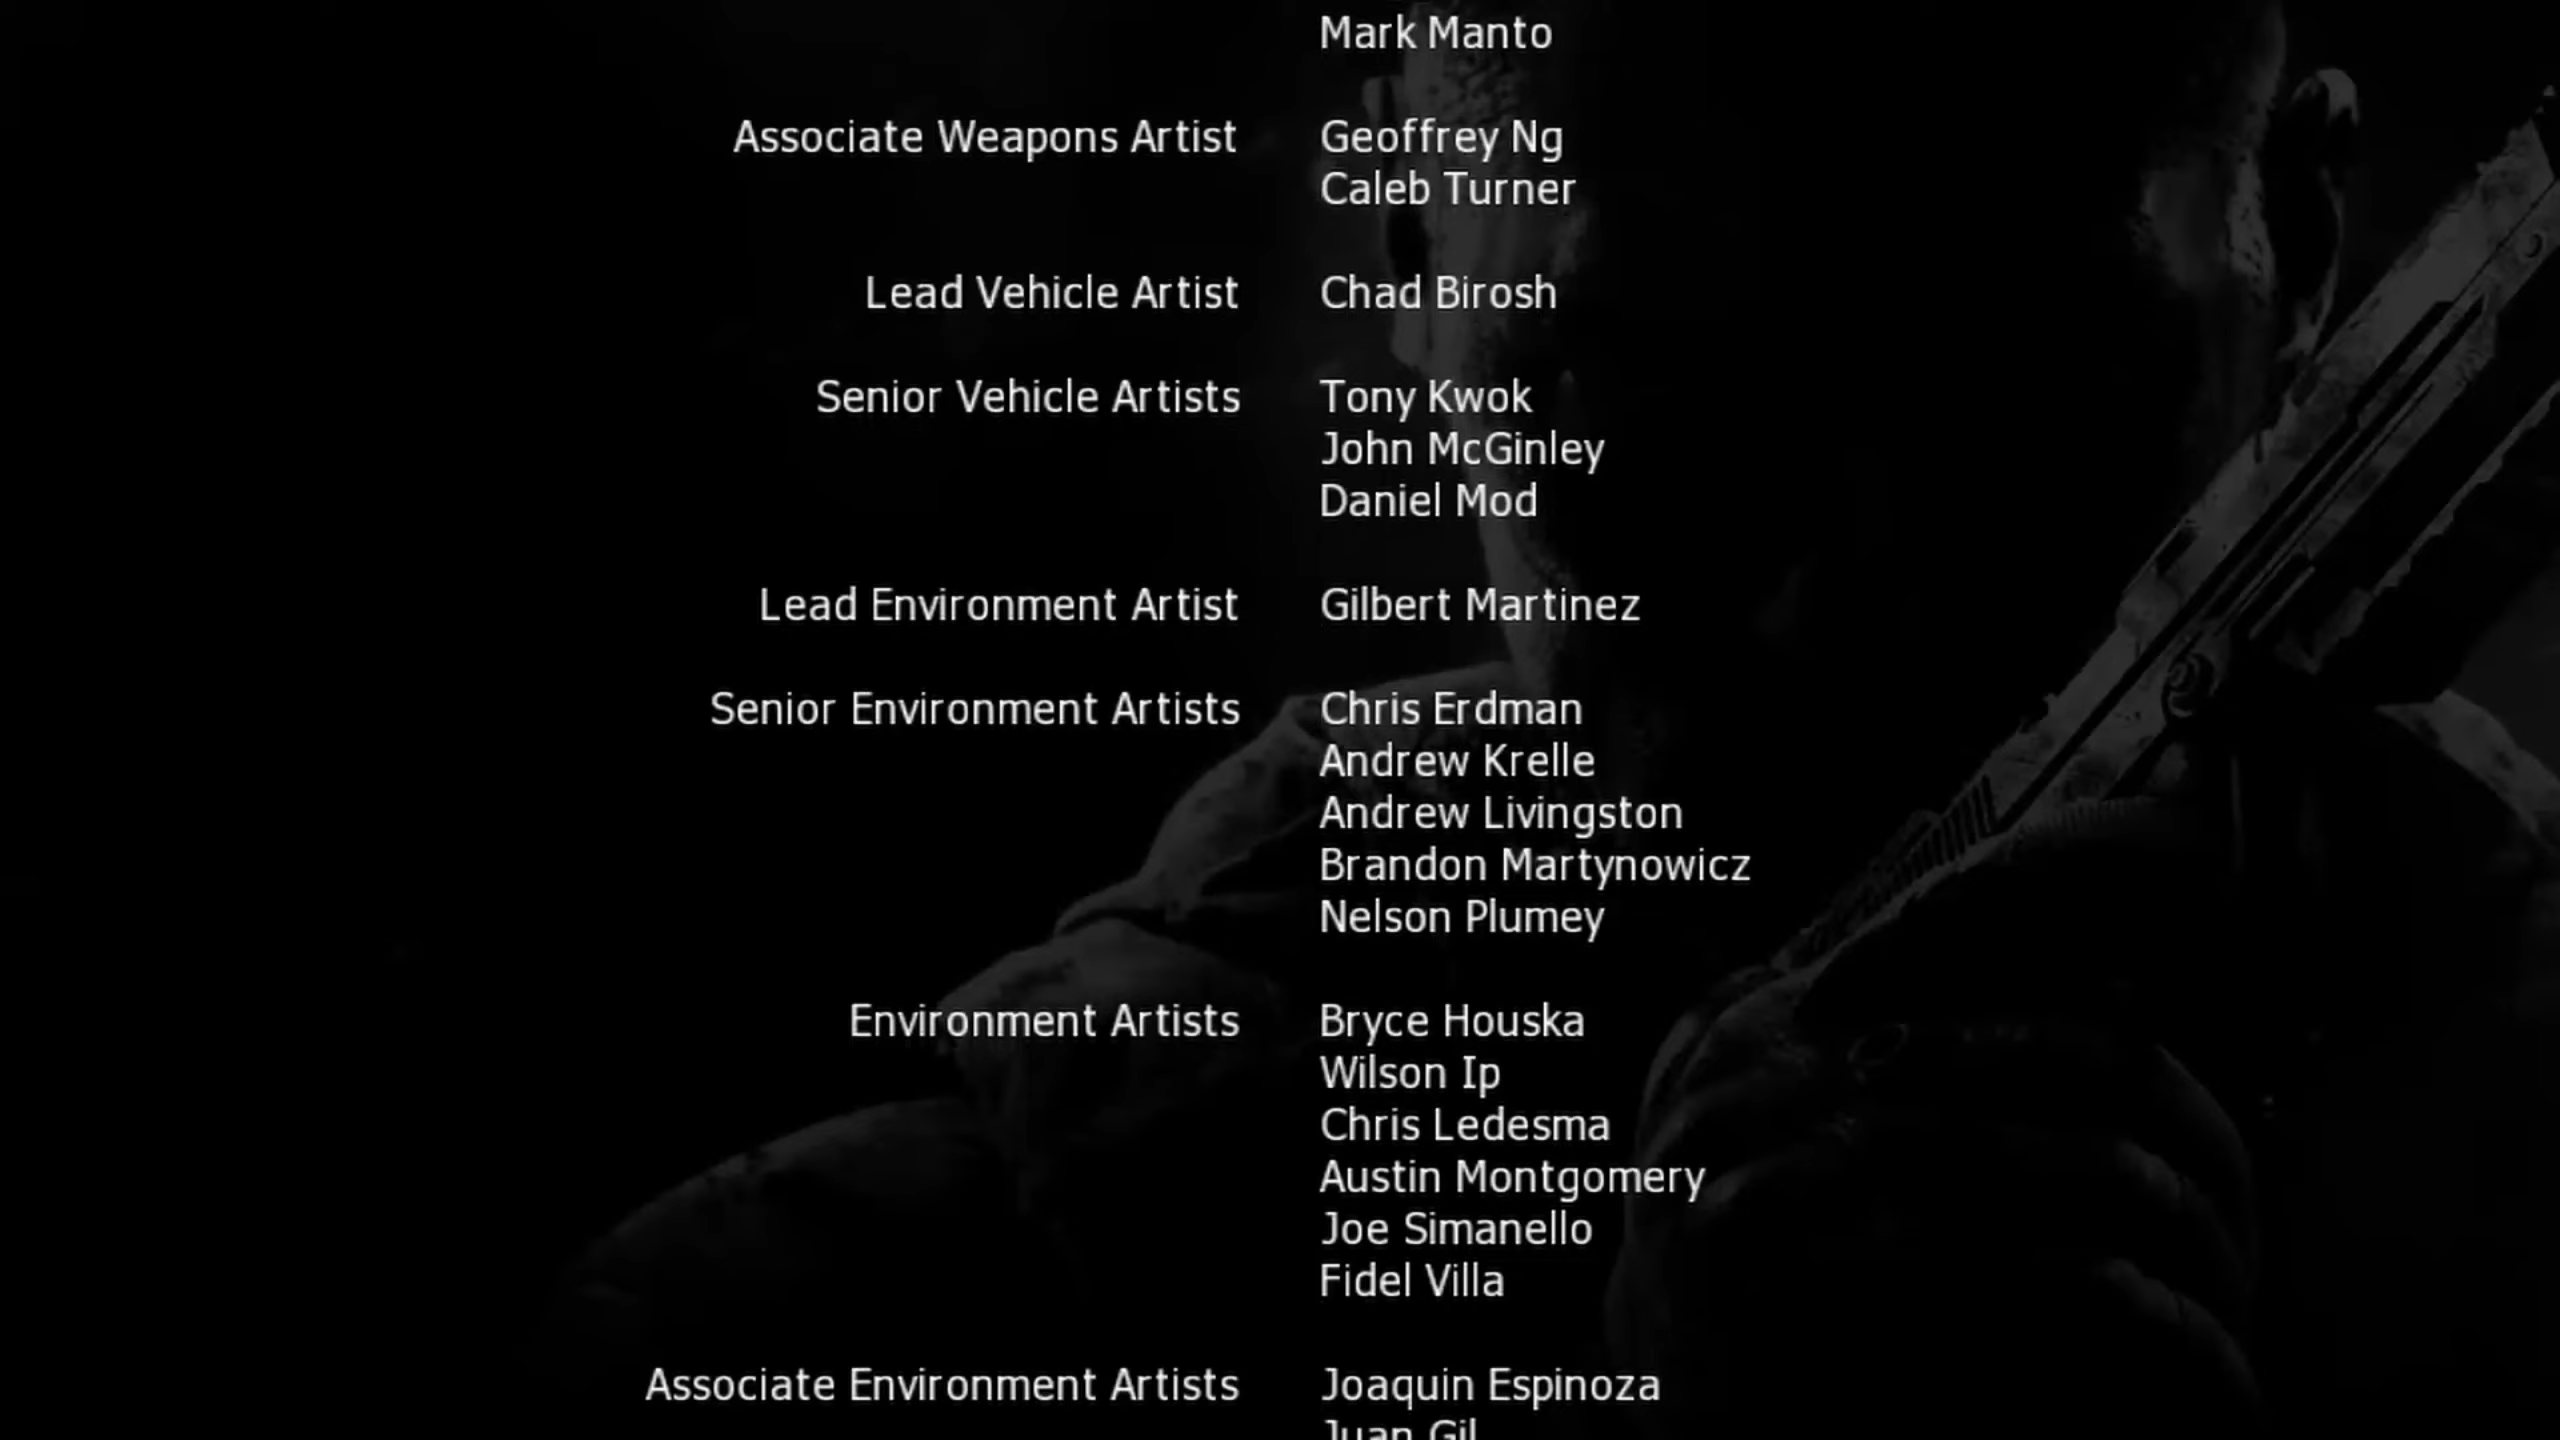 Mark Manto
Associate Weapons Artist Geoffrey Ng
Caleb Turner
Lead Vehicle Artist Chad Birosh
Senior Vehicle Artists Tony Kwok
John McGinley
Daniel Mod
Lead Environment Artist Gilbert Martinez
Senior Environment Artists Chris Erdman
Andrew Krelle
Andrew Livingston
Brandon Martynowicz
Nelson Plumey
Environment Artists Bryce Houska
Wilson Ip
Chris Ledesma
Austin Montgomery
Joe Simanello
Fidel Villa
Associate Environment Artists Joaquin Espinoza
Juan Gil